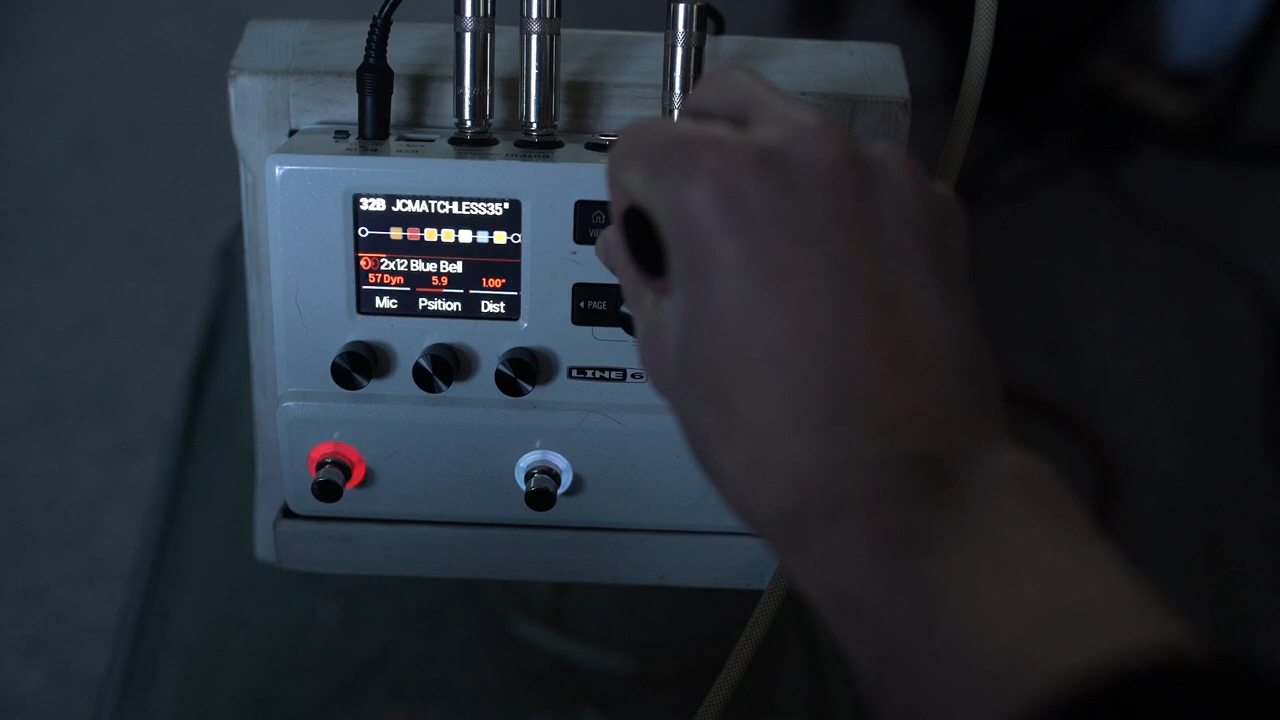 32B JCMATCHLESS35
2x12 Blue Bell
57 Dyn 5.9 1.00"
Mic Psition Dist
PAGE
LINE 6